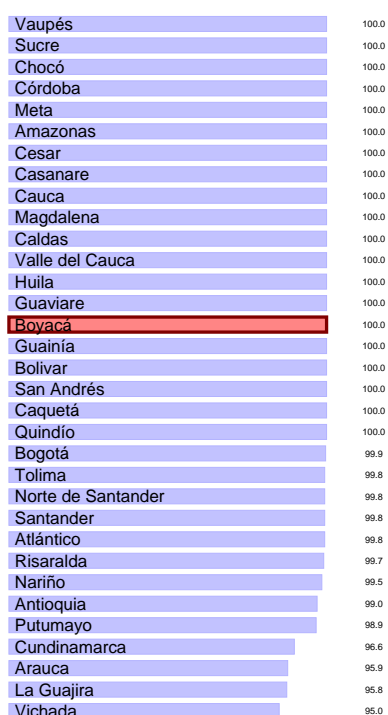 Vaupés 100.0
Sucre 100.0
Chocó 100.0
Córdoba 100.0
Meta 100.0
Amazonas 100.0
Cesar 100.0
Casanare 100.0
Cauca 100.0
Magdalena 100.0
Caldas 100.0
Valle del Cauca 100.0
Huila 100.0
Guaviare 100.0
Boyacá 100.0
Guainía 100.0
Bolivar 100.0
San Andrés 100.0
Caquetá 100.0
Quindío 100.0
Bogotá 99.9
Tolima 99.8
Norte de Santander 99.8
Santander 99.8
Atlántico 99.8
Risaralda 99.7
Nariño 99.5
Antioquia 99.0
Putumayo 98.9
Cundinamarca 96.6
Arauca 95.9
La Guajira 95.8
Vichada 95.0